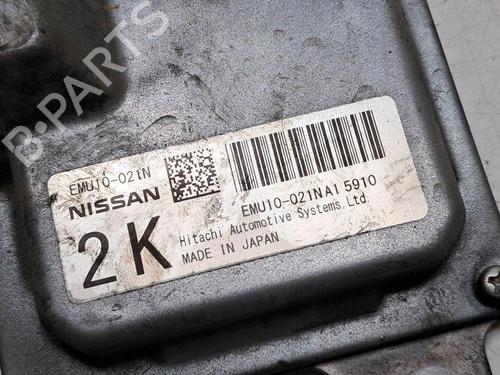 B-PARTS
EMU10-021N
NISSAN
EMU10-021NA1 5910
2K
Hitachi Automotive Systems,Ltd.
MADE IN JAPAN